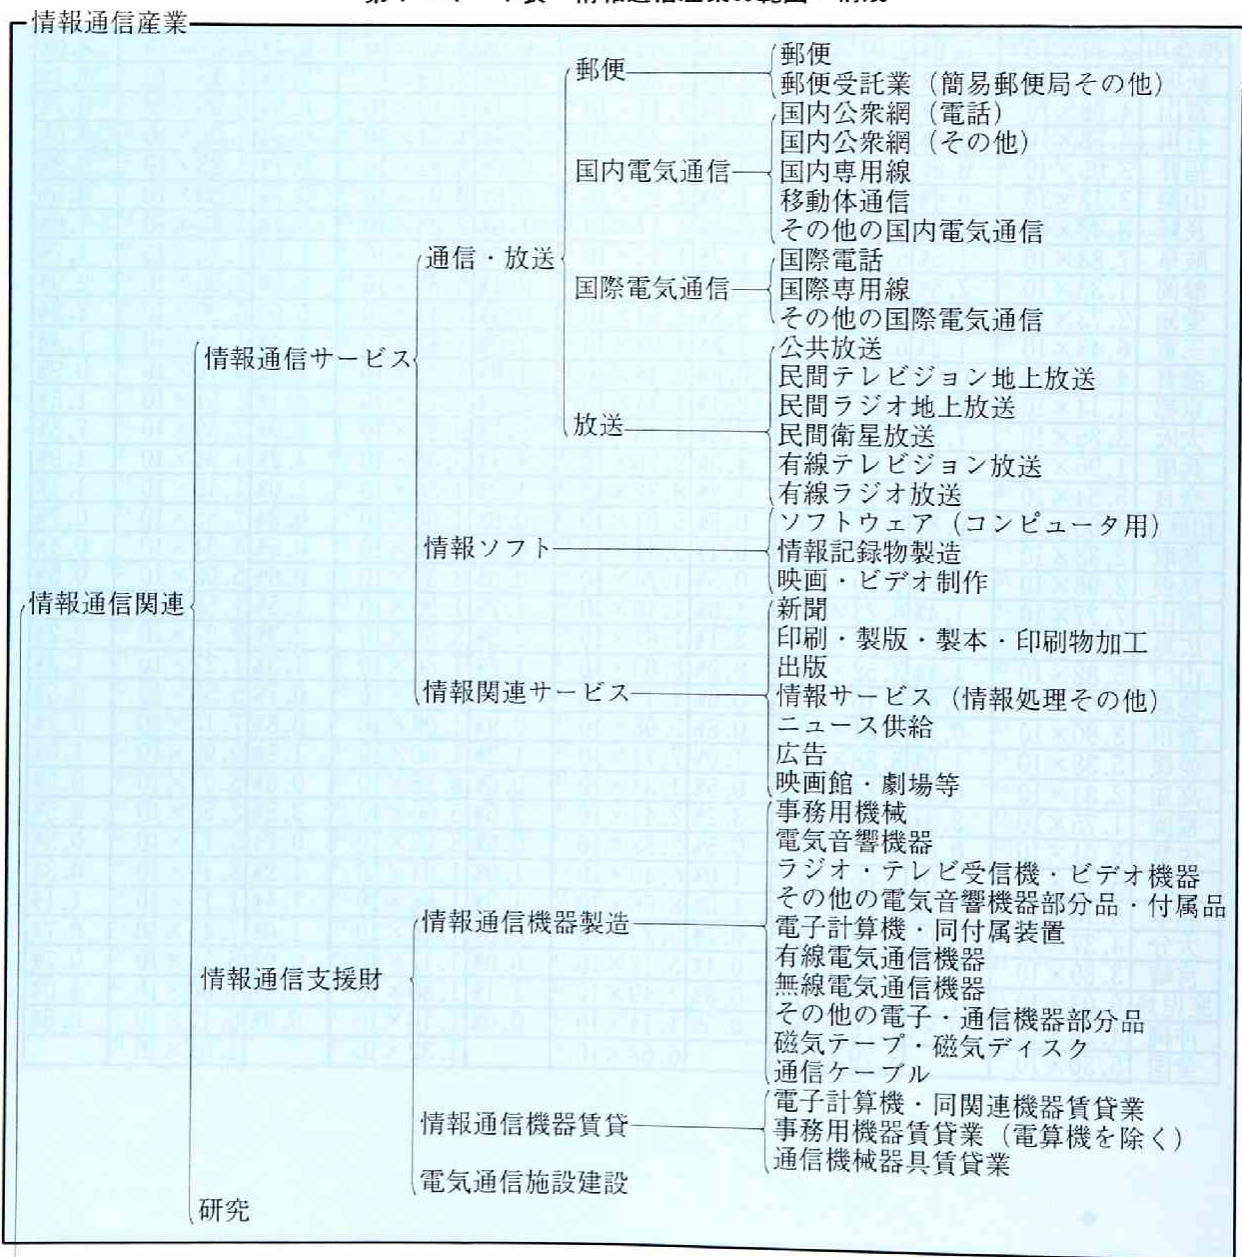 情報通信産業
郵便
郵便
郵便受託業（簡易郵便局その他）
国内電気通信
国内公衆網（電話）
国内公衆網（その他）
国内専用線
移動体通信
その他の国内電気通信
通信・放送
国際電気通信
国際電話
国際専用線
その他の国際電気通信
情報通信サービス
放送
公共放送
民間テレビジョン地上放送
民間ラジオ地上放送
民間衛星放送
有線テレビジョン放送
有線ラジオ放送
情報ソフト
ソフトウェア（コンピュータ用）
情報記録物製造
映画・ビデオ制作
情報通信関連
情報関連サービス
新聞
印刷・製版・製本・印刷物加工
出版
情報サービス（情報処理その他）
ニュース供給
広告
映画館・劇場等
情報通信支援財
情報通信機器製造
事務用機械
電気音響機器
ラジオ・テレビ受信機・ビデオ機器
その他の電気音響機器部分品・付属品
電子計算機・同付属装置
有線電気通信機器
無線電気通信機器
その他の電子・通信機器部分品
磁気テープ・磁気ディスク
通信ケーブル
情報通信機器賃貸
電子計算機・同関連機器賃貸業
事務用機器賃貸業（電算機を除く）
通信機械器具賃貸業
電気通信施設建設
研究